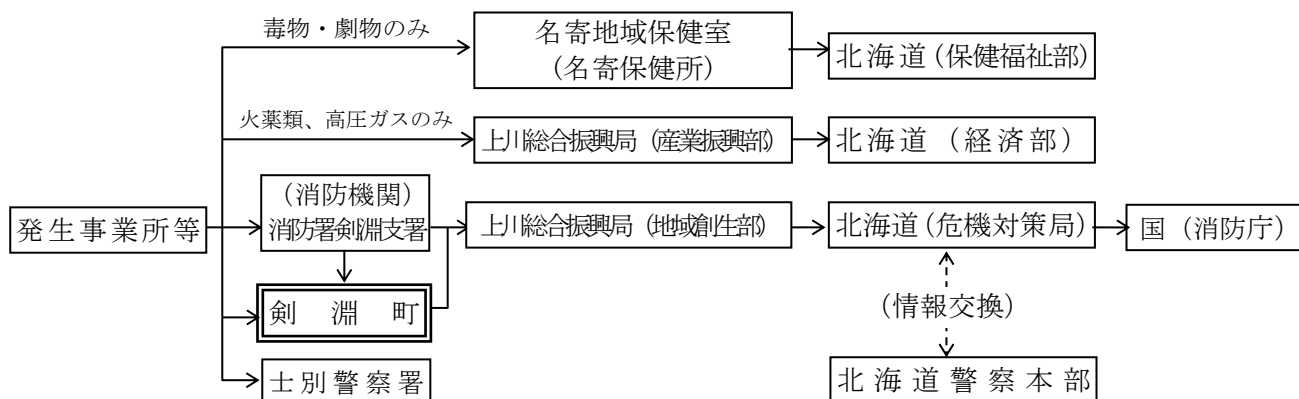 毒物・劇物のみ
名寄地域保健室
(名寄保健所)
北海道(保健福祉部)
火薬類、高圧ガスのみ
上川総合振興局(産業振興部)
北海道(経済部)
発生事業所等
(消防機関)
消防署剣淵支署
上川総合振興局(地域創生部)
北海道(危機対策局)
国(消防庁)
剣淵町
(情報交換)
士別警察署
北海道警察本部